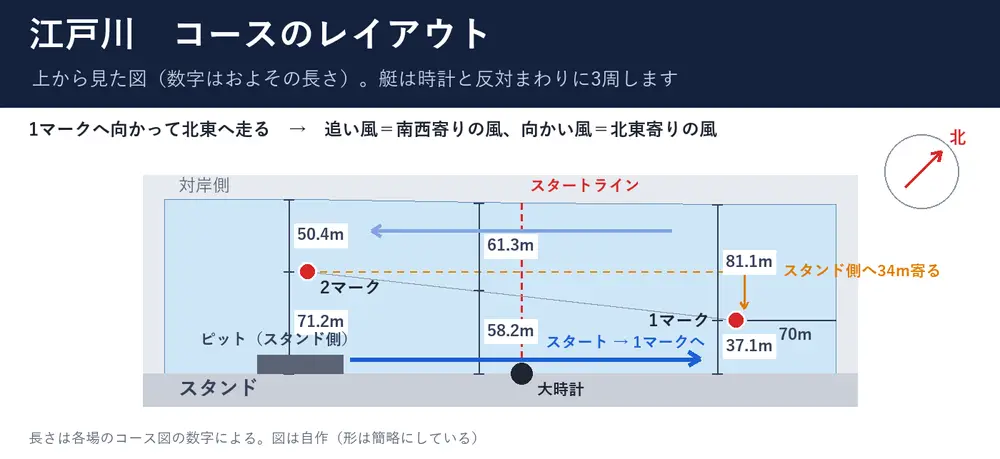 江戸川　コースのレイアウト
上から見た図（数字はおよその長さ）。艇は時計と反対まわりに3周します
1マークへ向かって北東へ走る　→　追い風＝南西寄りの風、向かい風＝北東寄りの風
北
対岸側
スタートライン
50.4m
61.3m
81.1m
スタンド側へ34m寄る
2マーク
71.2m
58.2m
1マーク
37.1m
70m
ピット（スタンド側）
スタート → 1マークへ
スタンド
大時計
長さは各場のコース図の数字による。図は自作（形は簡略にしている）